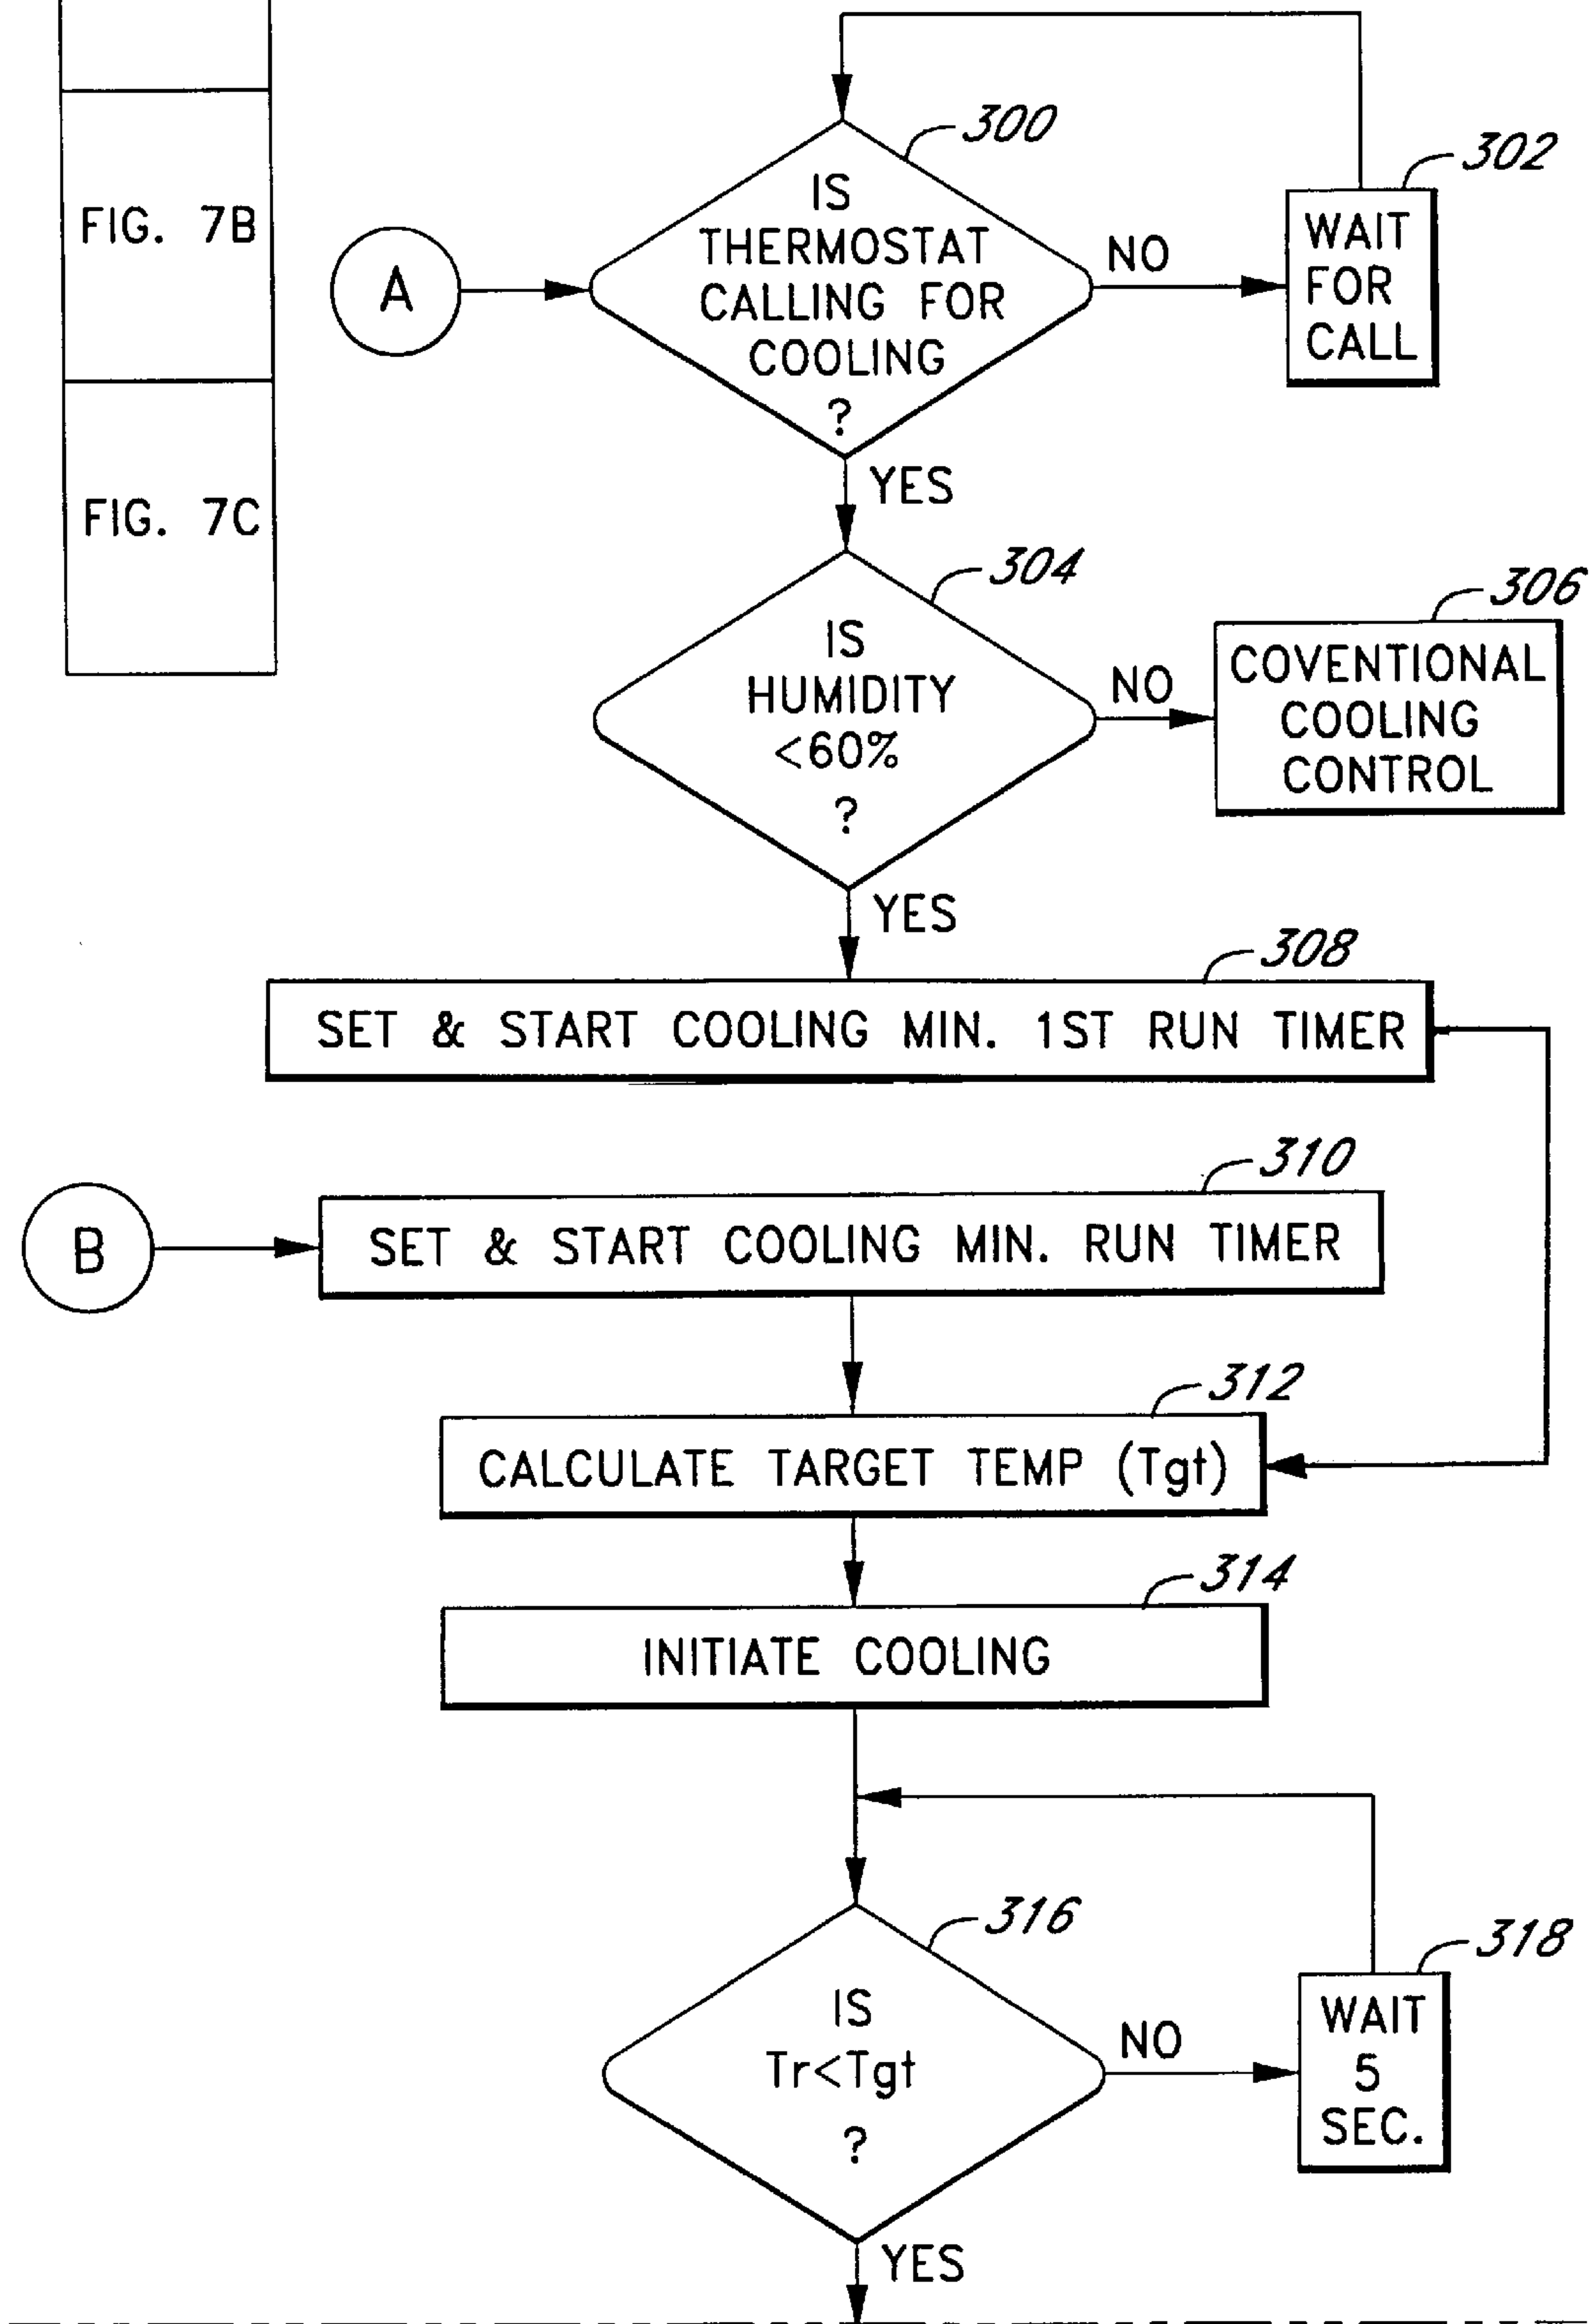 FIG. 7B
FIG. 7C
A
300
IS
THERMOSTAT
CALLING FOR
COOLING
?
NO
302
WAIT
FOR
CALL
YES
304
IS
HUMIDITY
<60%
?
NO
306
COVENTIONAL
COOLING
CONTROL
YES
308
SET & START COOLING MIN. 1ST RUN TIMER
310
B
SET & START COOLING MIN. RUN TIMER
312
CALCULATE TARGET TEMP (Tgt)
314
INITIATE COOLING
316
IS
Tr<Tgt
?
NO
318
WAIT
5
SEC.
YES